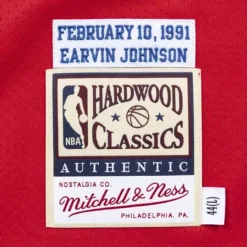 FEBRUARY 10, 1991
EARVIN JOHNSON
HARDWOOD
CLASSICS
NBA
AUTHENTIC
NOSTALGIA CO.
Mitchell & Ness
PHILADELPHIA, PA.
44(L)